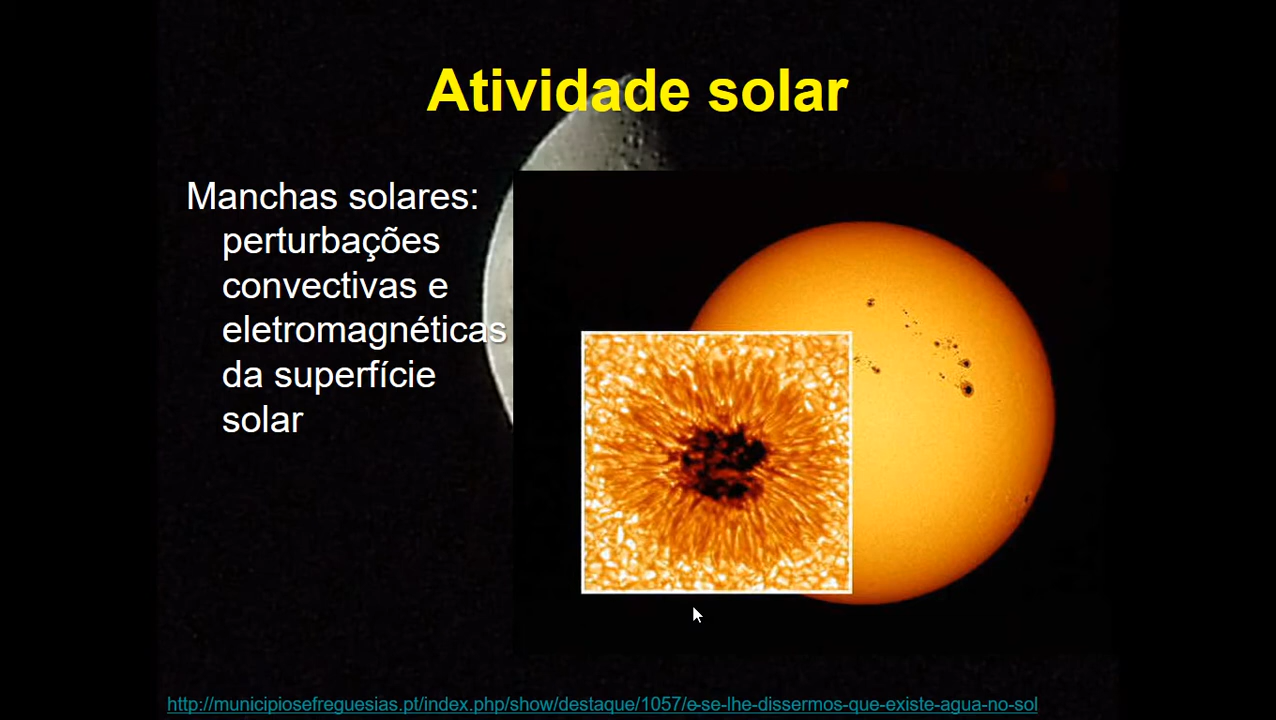 Atividade solar
Manchas solares:
perturbações
convectivas e
eletromagnéticas
da superfície
solar
http://municipiosefreguesias.pt/index.php/show/destaque/1057/e-se-lhe-dissermos-que-existe-agua-no-sol